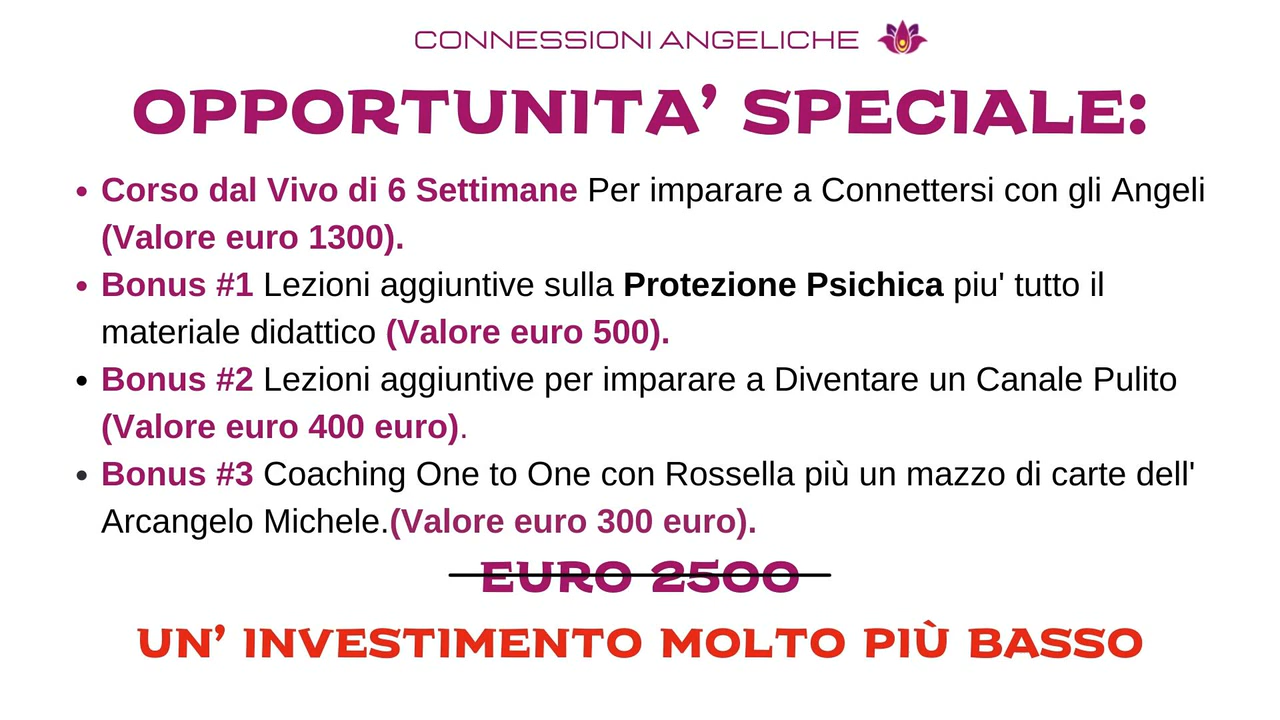 CONNESSIONI ANGELICHE
OPPORTUNITA’ SPECIALE:
• Corso dal Vivo di 6 Settimane Per imparare a Connettersi con gli Angeli
(Valore euro 1300).
• Bonus #1 Lezioni aggiuntive sulla Protezione Psichica piu' tutto il
materiale didattico (Valore euro 500).
• Bonus #2 Lezioni aggiuntive per imparare a Diventare un Canale Pulito
(Valore euro 400 euro).
• Bonus #3 Coaching One to One con Rossella più un mazzo di carte dell'
Arcangelo Michele.(Valore euro 300 euro).
EURO 2500
UN’ INVESTIMENTO MOLTO PIÙ BASSO